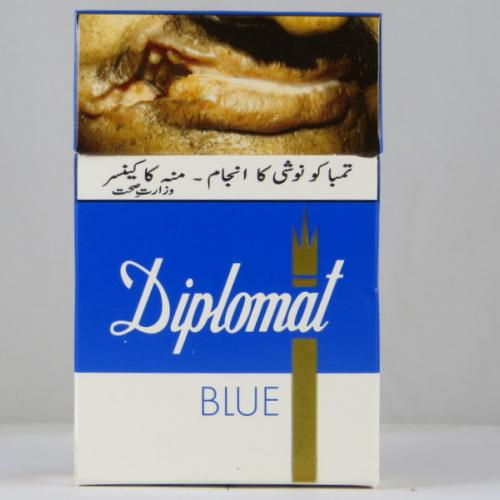 تمباکو نوشی کا انجام - منہ کا کینسر
وزارتِ صحت
Diplomat
BLUE